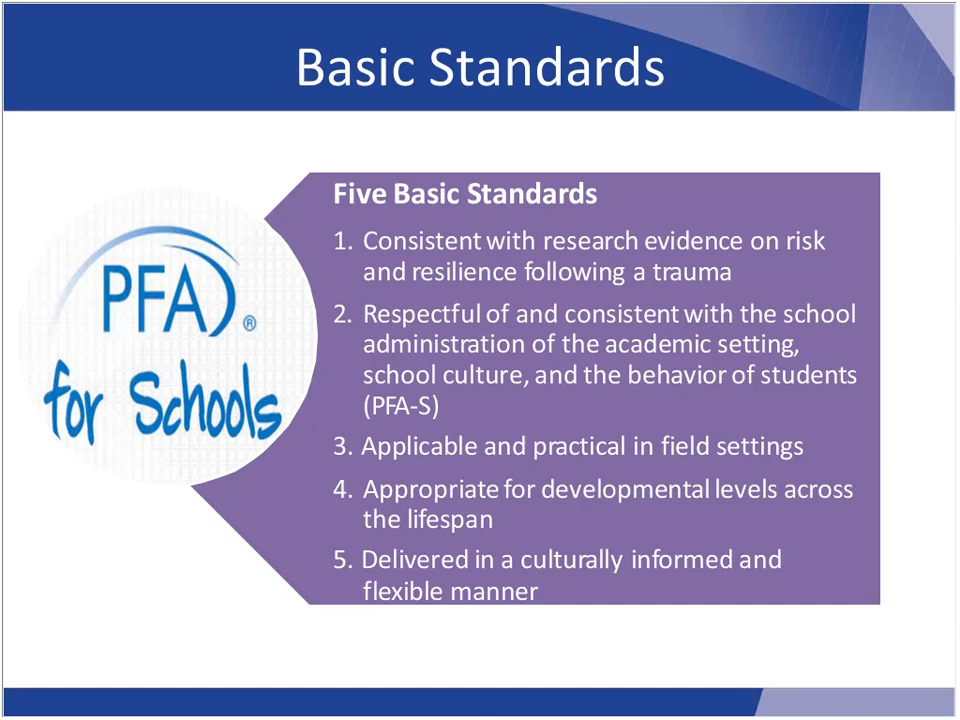 Basic Standards
Five Basic Standards
1. Consistent with research evidence on risk
and resilience following a trauma
2. Respectful of and consistent with the school
administration of the academic setting,
school culture, and the behavior of students
(PFA-S)
3. Applicable and practical in field settings
4. Appropriate for developmental levels across
the lifespan
5. Delivered in a culturally informed and
flexible manner
PFA®
for Schools